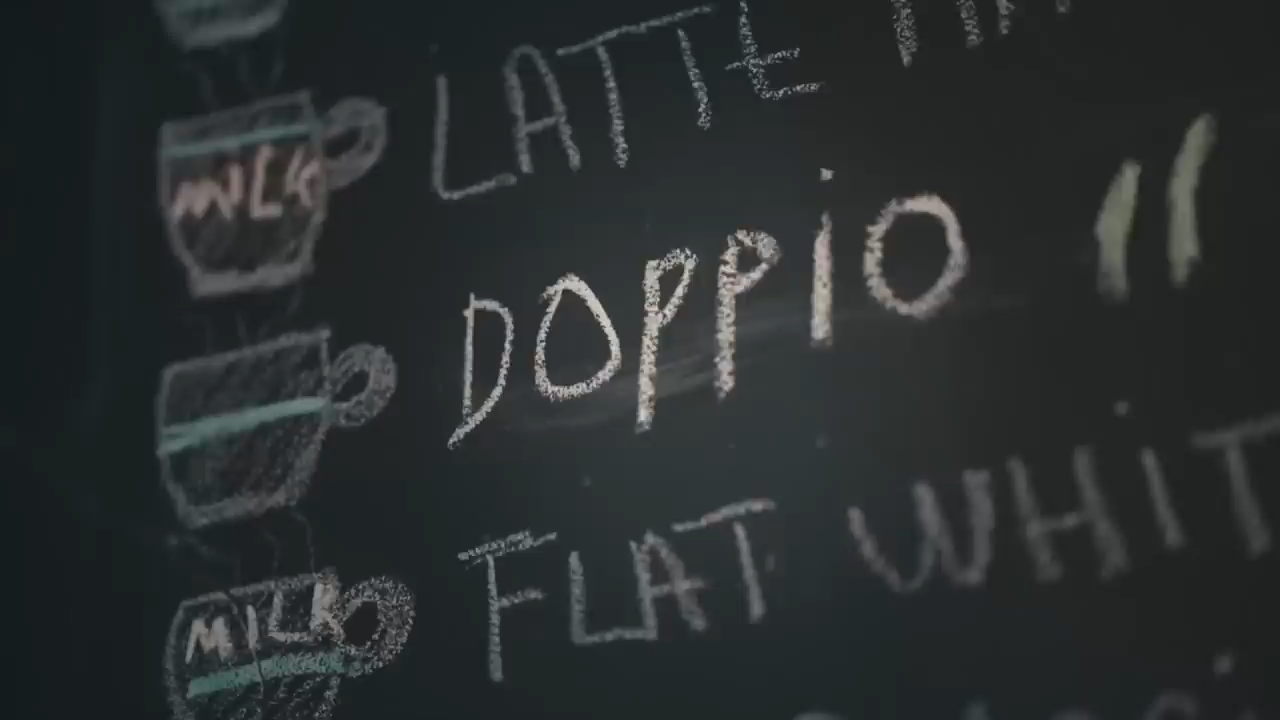 LATTE
MILK
DOPPIO "
FLAT WHIT
MILK